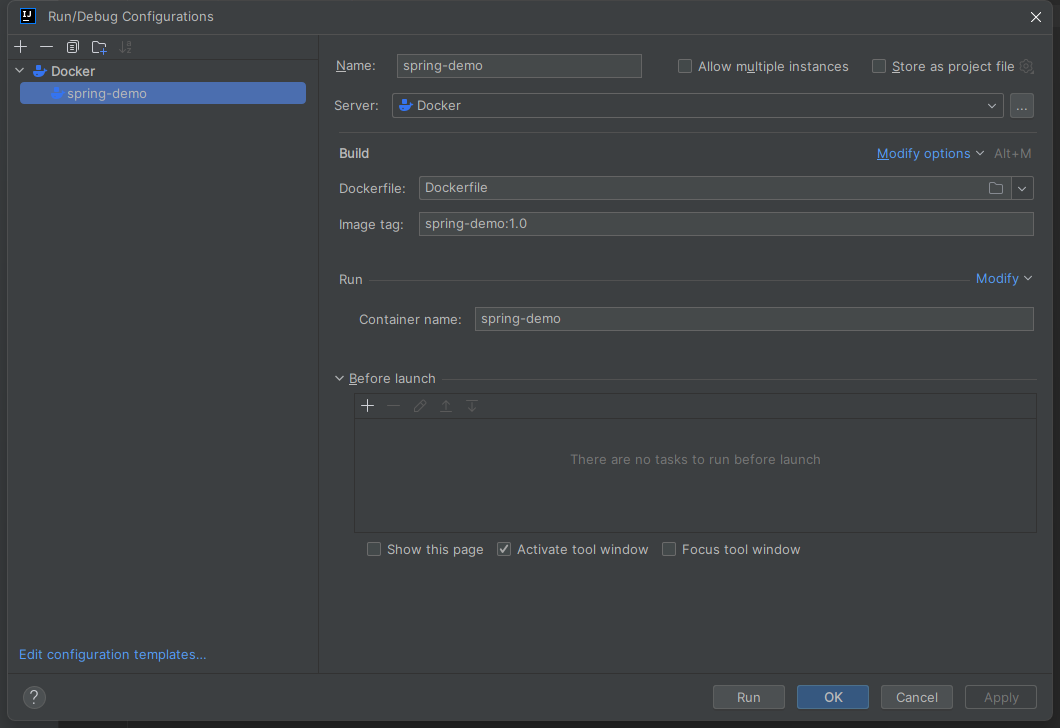 Run/Debug Configurations
Docker
spring-demo
Name: spring-demo
Allow multiple instances
Store as project file
Server: Docker
...
Build
Modify options Alt+M
Dockerfile: Dockerfile
Image tag: spring-demo:1.0
Run
Modify
Container name: spring-demo
Before launch
There are no tasks to run before launch
Show this page
Activate tool window
Focus tool window
Edit configuration templates...
?
Run
OK
Cancel
Apply